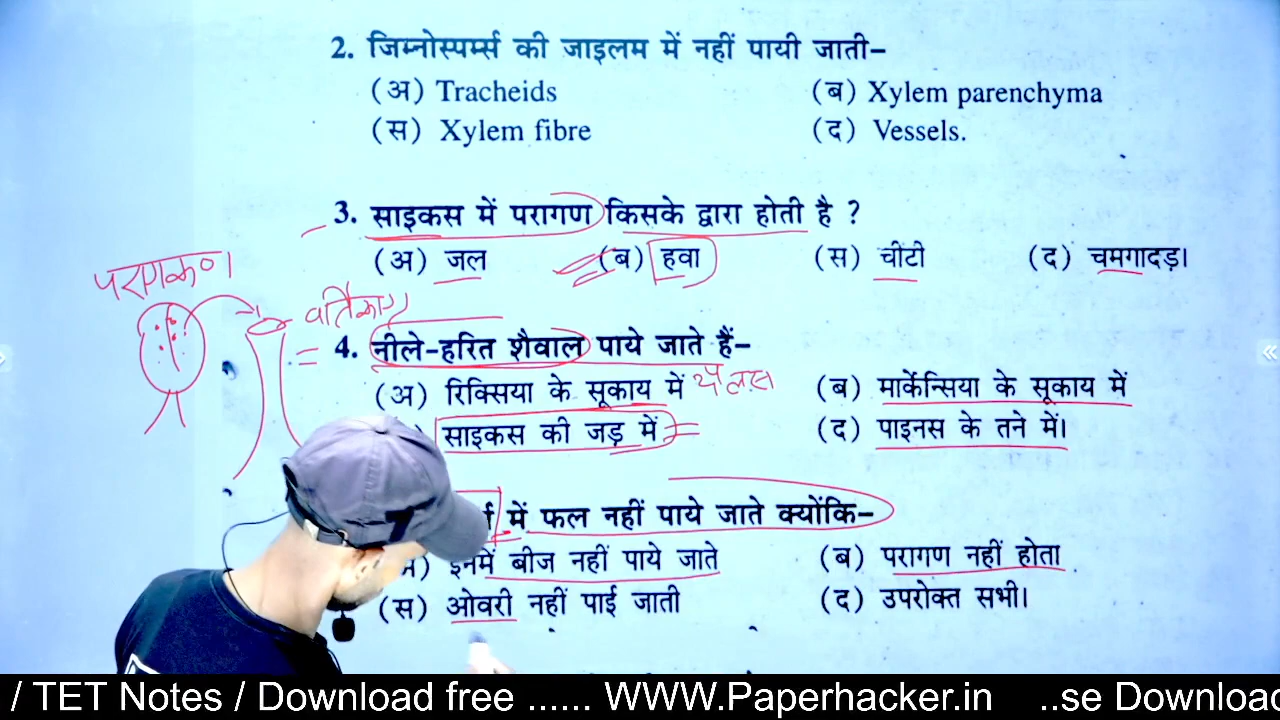 2. जिम्नोस्पर्म्स की जाइलम में नहीं पायी जाती–
(अ) Tracheids (ब) Xylem parenchyma
(स) Xylem fibre (द) Vessels.
3. साइकस में परागण किसके द्वारा होती है ?
(अ) जल (ब) हवा (स) चींटी (द) चमगादड़।
परागकण
वर्तिकाग्र
4. नीले-हरित शैवाल पाये जाते हैं–
(अ) रिक्सिया के सूकाय में थैलस (ब) मार्केन्सिया के सूकाय में
साइकस की जड़ में (द) पाइनस के तने में।
में फल नहीं पाये जाते क्योंकि–
(अ) इनमें बीज नहीं पाये जाते (ब) परागण नहीं होता
(स) ओवरी नहीं पाई जाती (द) उपरोक्त सभी।
/ TET Notes / Download free ...... WWW.Paperhacker.in ..se Download